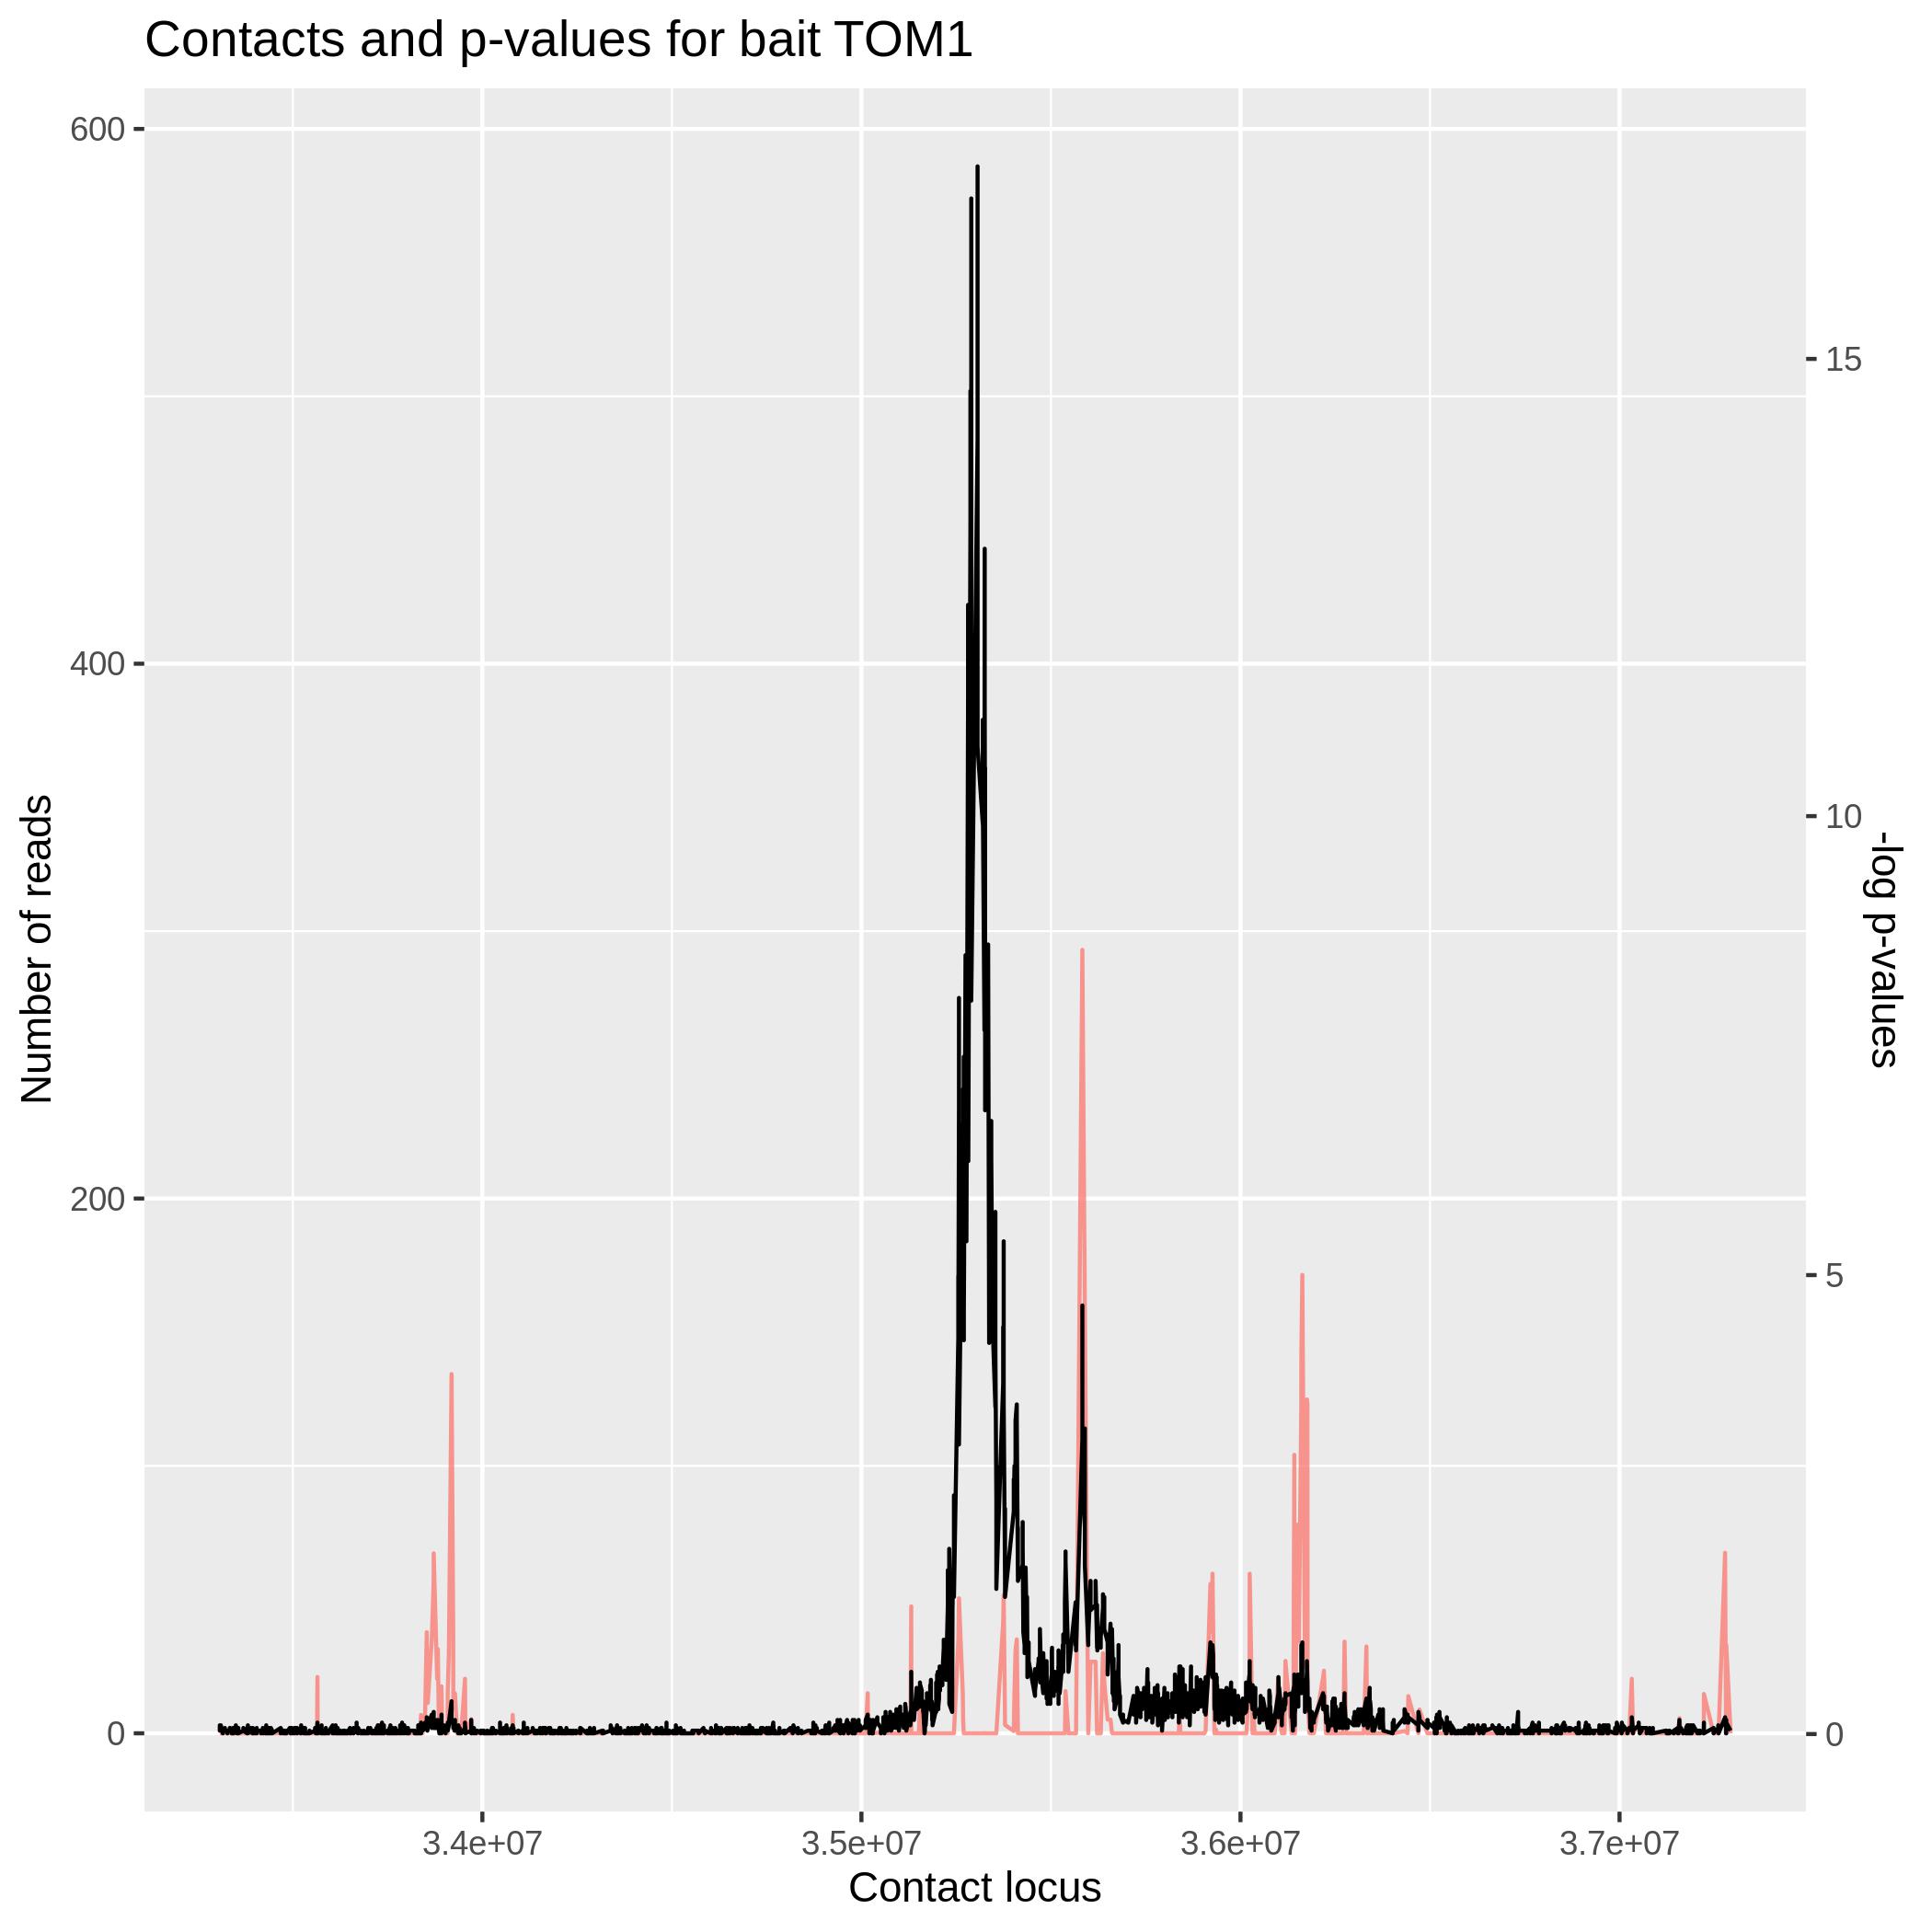 Contacts and p-values for bait TOM1
600
400
200
0
15
10
5
0
Number of reads
-log p-values
3.4e+07
3.5e+07
3.6e+07
3.7e+07
Contact locus